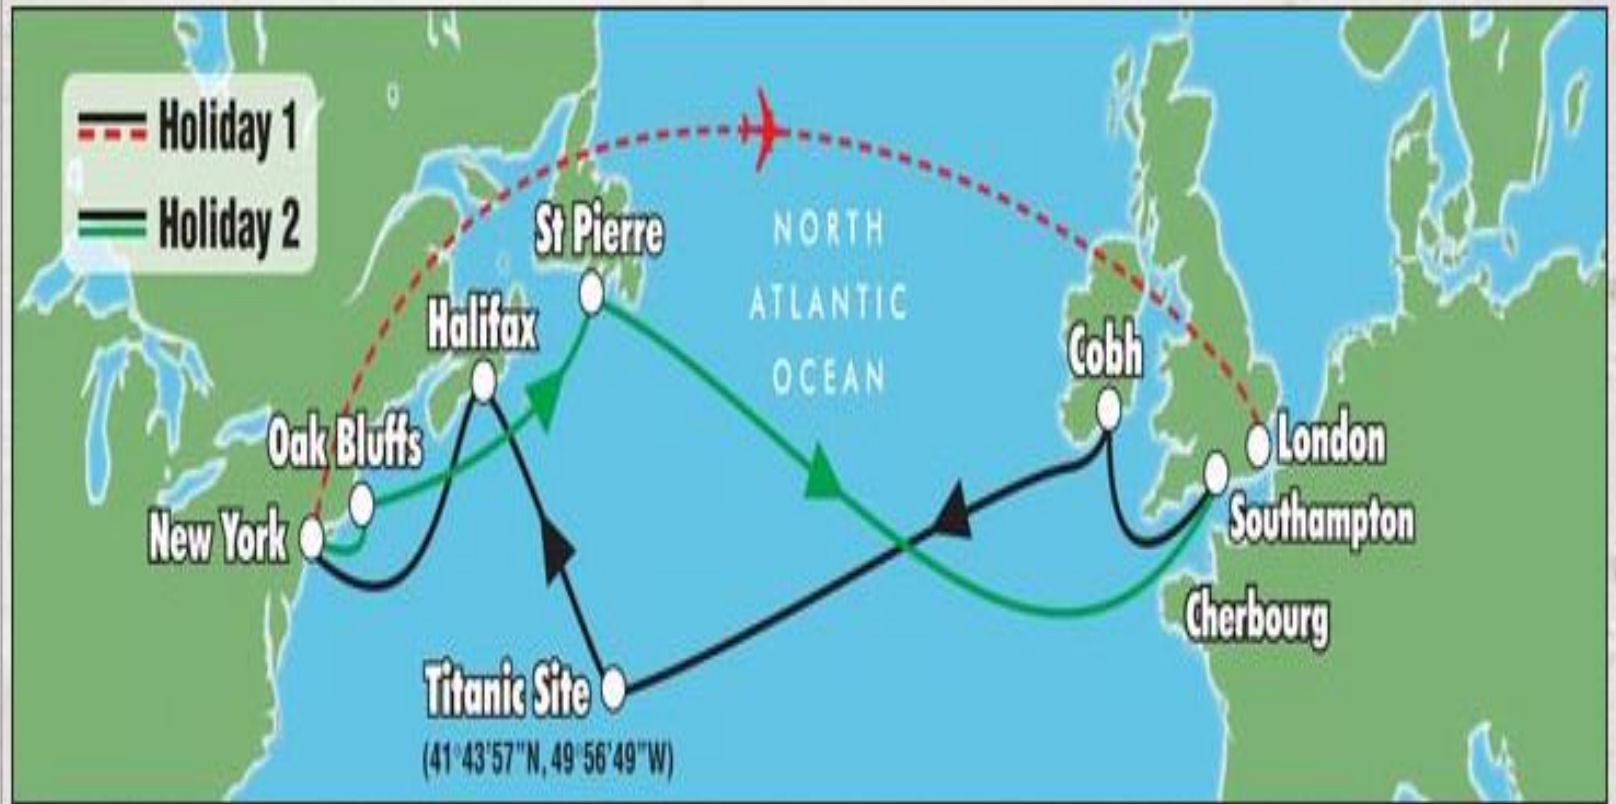 Holiday 1
Holiday 2
St Pierre
NORTH
ATLANTIC
OCEAN
Halifax
Cobh
Oak Bluffs
London
New York
Southampton
Cherbourg
Titanic Site
(41°43'57"N, 49°56'49"W)